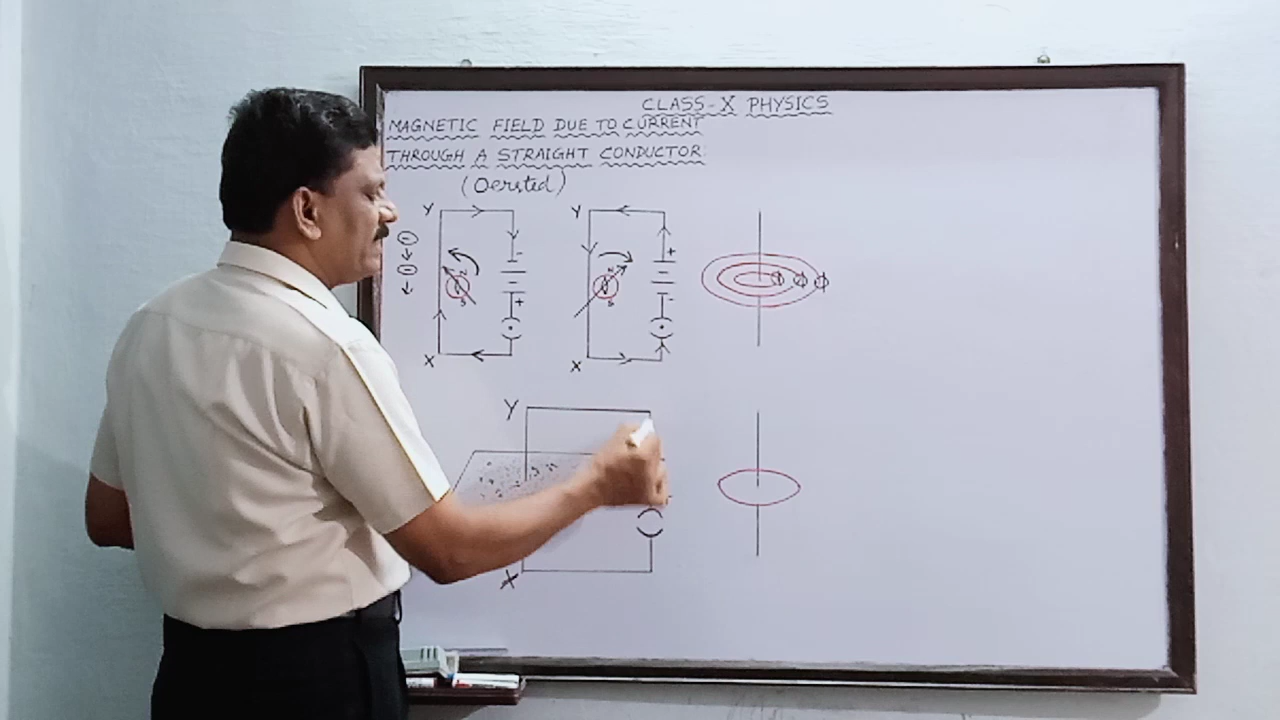 CLASS-X PHYSICS
MAGNETIC FIELD DUE TO CURRENT
THROUGH A STRAIGHT CONDUCTOR
(Oersted)
Y
Y
-
+
+
-
X
X
Y
X